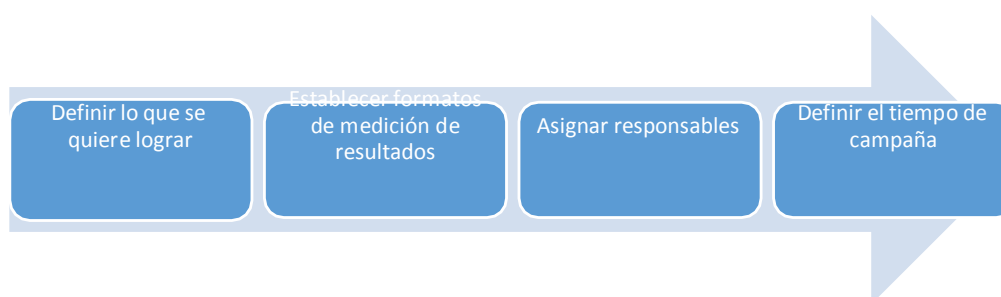 Definir lo que se
quiere lograr
Establecer formatos
de medición de
resultados
Asignar responsables
Definir el tiempo de
campaña